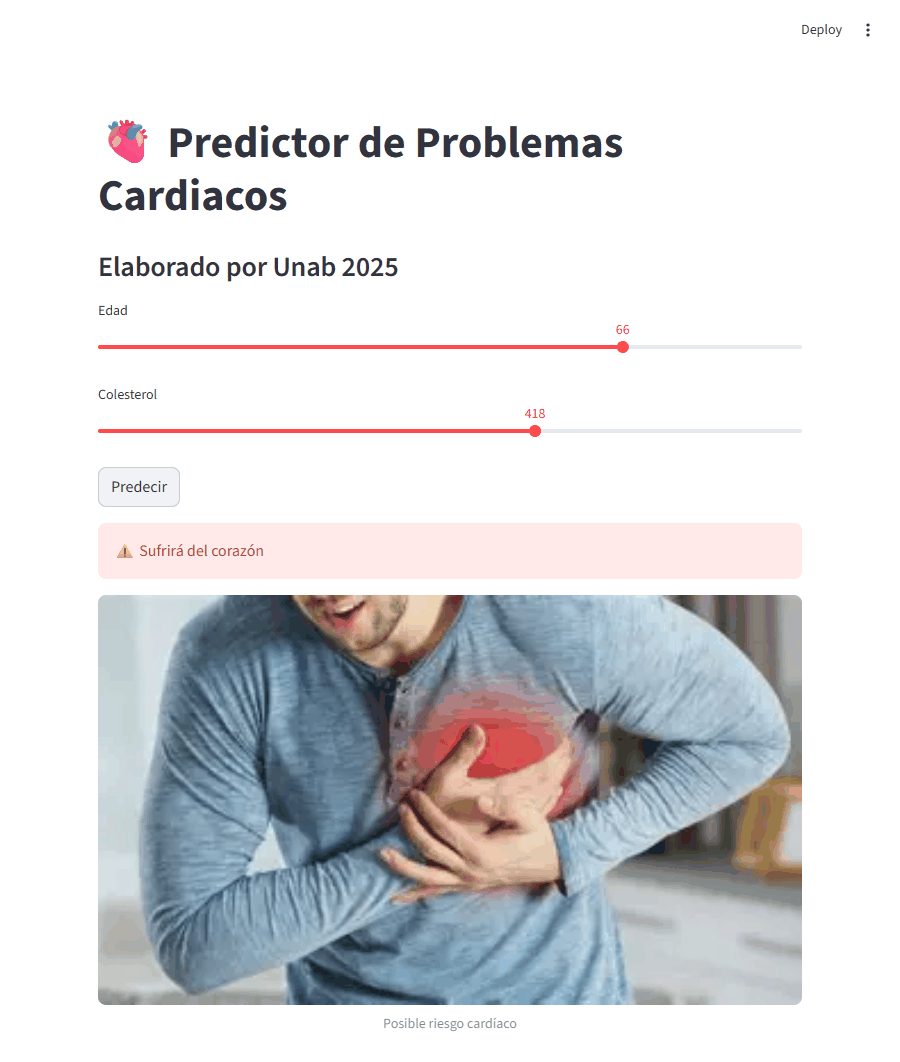 Deploy
Predictor de Problemas
Cardiacos
Elaborado por Unab 2025
Edad
66
Colesterol
418
Predecir
Sufrirá del corazón
Posible riesgo cardíaco